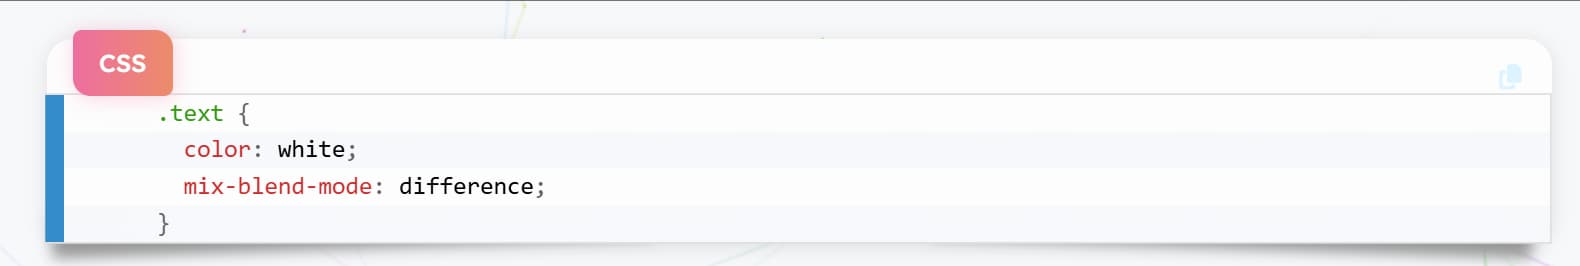 CSS
.text {
  color: white;
  mix-blend-mode: difference;
}